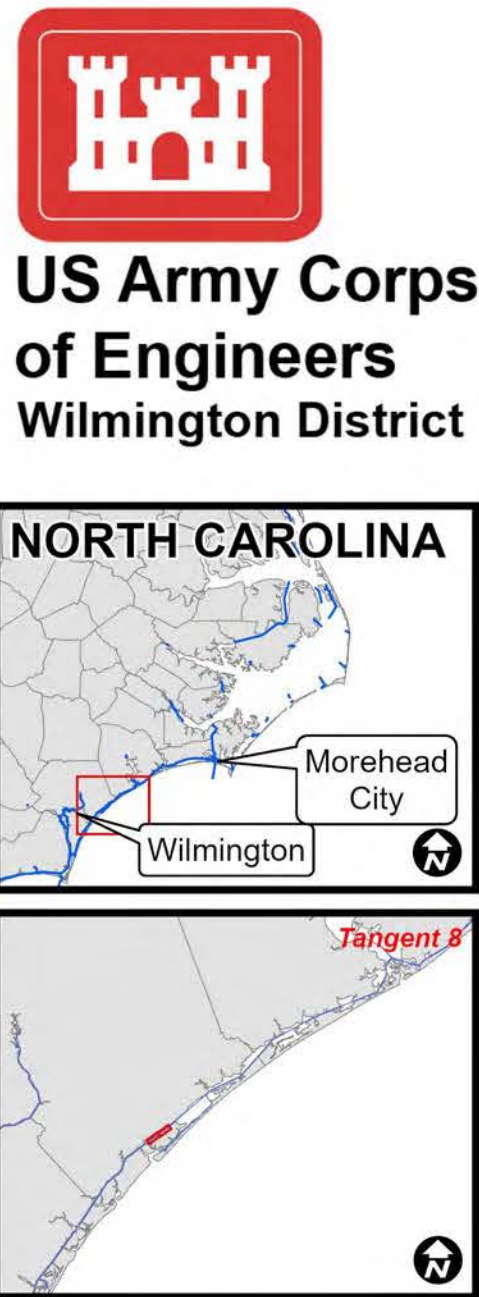 US Army Corps
of Engineers
Wilmington District
NORTH CAROLINA
Morehead
City
Wilmington
N
Tangent 8
N